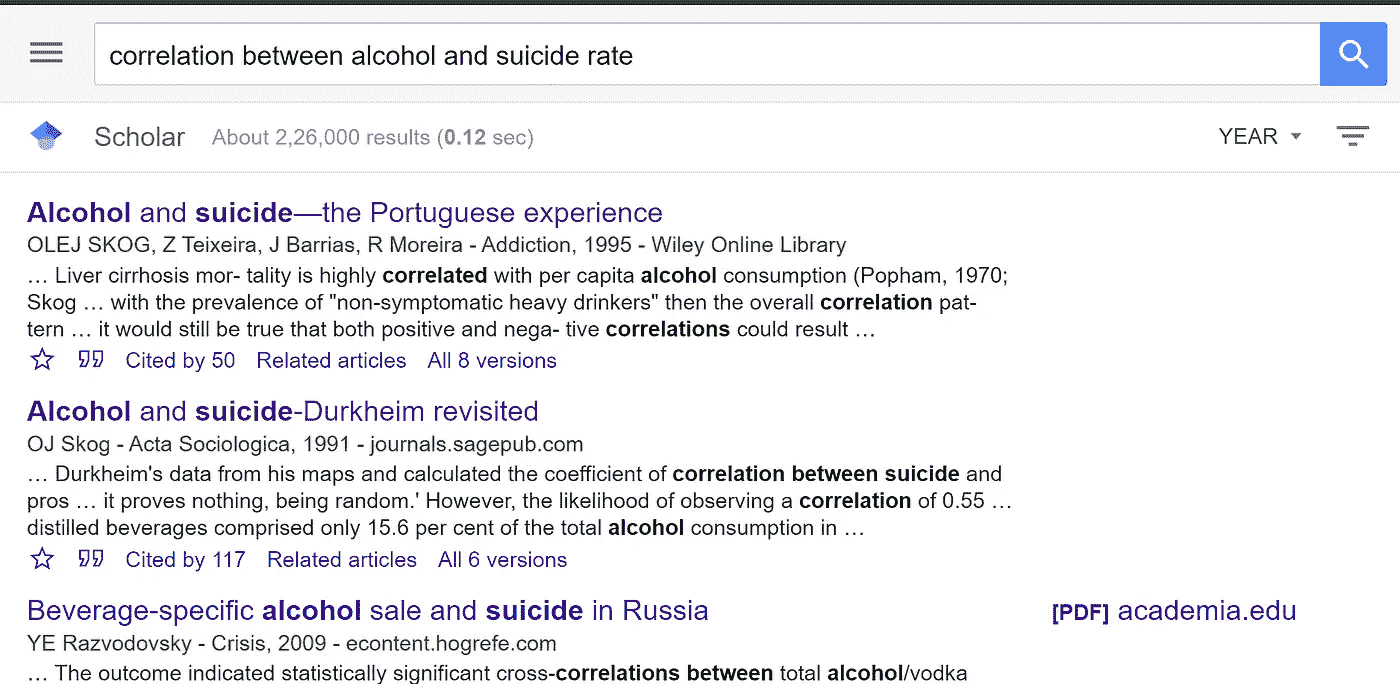 correlation between alcohol and suicide rate
Scholar About 2,26,000 results (0.12 sec) YEAR
Alcohol and suicide—the Portuguese experience
OLEJ SKOG, Z Teixeira, J Barrias, R Moreira - Addiction, 1995 - Wiley Online Library
... Liver cirrhosis mor- tality is highly correlated with per capita alcohol consumption (Popham, 1970;
Skog ... with the prevalence of "non-symptomatic heavy drinkers" then the overall correlation pat-
tern ... it would still be true that both positive and nega- tive correlations could result ...
Cited by 50 Related articles All 8 versions
Alcohol and suicide-Durkheim revisited
OJ Skog - Acta Sociologica, 1991 - journals.sagepub.com
... Durkheim's data from his maps and calculated the coefficient of correlation between suicide and
pros ... it proves nothing, being random.' However, the likelihood of observing a correlation of 0.55 ...
distilled beverages comprised only 15.6 per cent of the total alcohol consumption in ...
Cited by 117 Related articles All 6 versions
Beverage-specific alcohol sale and suicide in Russia [PDF] academia.edu
YE Razvodovsky - Crisis, 2009 - econtent.hogrefe.com
... The outcome indicated statistically significant cross-correlations between total alcohol/vodka